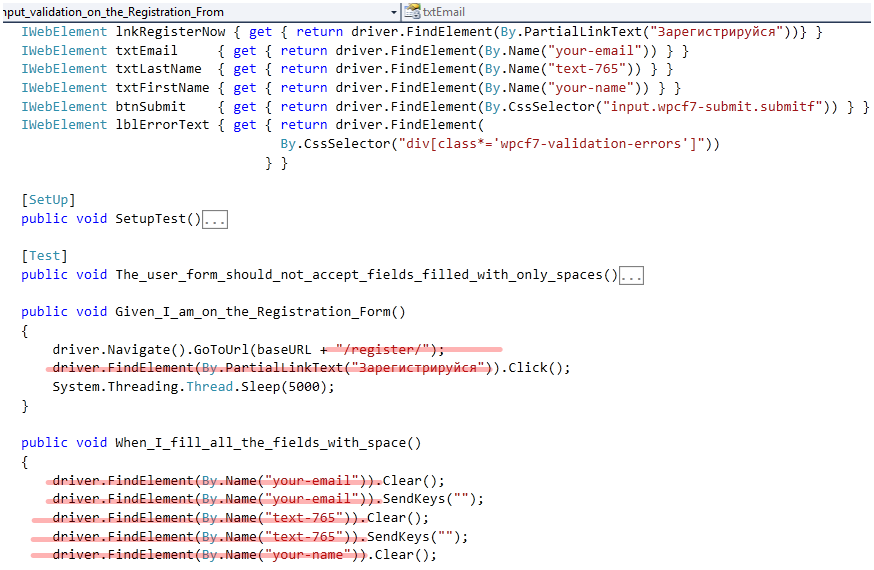 nput_validation_on_the_Registration_From txtEmail
IWebElement lnkRegisterNow { get { return driver.FindElement(By.PartialLinkText("Зарегистрируйся"))} }
IWebElement txtEmail { get { return driver.FindElement(By.Name("your-email")) } }
IWebElement txtLastName { get { return driver.FindElement(By.Name("text-765")) } }
IWebElement txtFirstName { get { return driver.FindElement(By.Name("your-name")) } }
IWebElement btnSubmit { get { return driver.FindElement(By.CssSelector("input.wpcf7-submit.submitf")) } }
IWebElement lblErrorText { get { return driver.FindElement(
By.CssSelector("div[class*='wpcf7-validation-errors']"))
} }
[SetUp]
public void SetupTest()...
[Test]
public void The_user_form_should_not_accept_fields_filled_with_only_spaces()...
public void Given_I_am_on_the_Registration_Form()
{
driver.Navigate().GoToUrl(baseURL + "/register/");
driver.FindElement(By.PartialLinkText("Зарегистрируйся")).Click();
System.Threading.Thread.Sleep(5000);
}
public void When_I_fill_all_the_fields_with_space()
{
driver.FindElement(By.Name("your-email")).Clear();
driver.FindElement(By.Name("your-email")).SendKeys("");
driver.FindElement(By.Name("text-765")).Clear();
driver.FindElement(By.Name("text-765")).SendKeys("");
driver.FindElement(By.Name("your-name")).Clear();